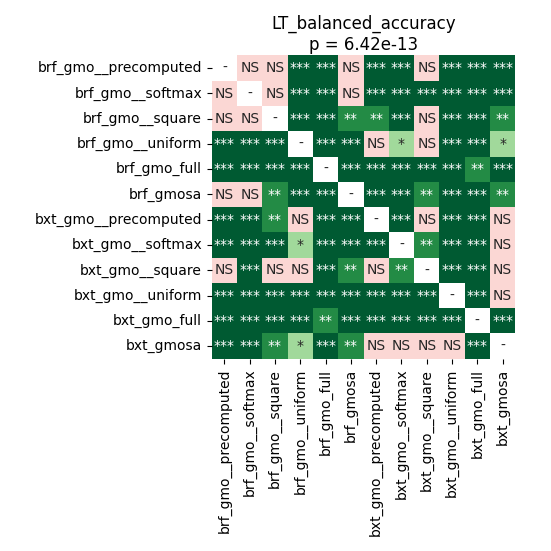 LT_balanced_accuracy
p = 6.42e-13
brf_gmo__precomputed - NS NS *** *** NS *** *** NS *** *** ***
brf_gmo__softmax NS - NS *** *** NS *** *** *** *** *** ***
brf_gmo__square NS NS - *** *** ** ** *** NS *** *** **
brf_gmo__uniform *** *** *** - *** *** NS * NS *** *** *
brf_gmo_full *** *** *** *** - *** *** *** *** *** ** ***
brf_gmosa NS NS ** *** *** - *** *** ** *** *** **
bxt_gmo__precomputed *** *** ** NS *** *** - *** NS *** *** NS
bxt_gmo__softmax *** *** *** * *** *** *** - ** *** *** NS
bxt_gmo__square NS *** NS NS *** ** NS ** - *** *** NS
bxt_gmo__uniform *** *** *** *** *** *** *** *** *** - *** NS
bxt_gmo_full *** *** *** *** ** *** *** *** *** *** - ***
bxt_gmosa *** *** ** * *** ** NS NS NS NS *** -
brf_gmo__precomputed
brf_gmo__softmax
brf_gmo__square
brf_gmo__uniform
brf_gmo_full
brf_gmosa
bxt_gmo__precomputed
bxt_gmo__softmax
bxt_gmo__square
bxt_gmo__uniform
bxt_gmo_full
bxt_gmosa